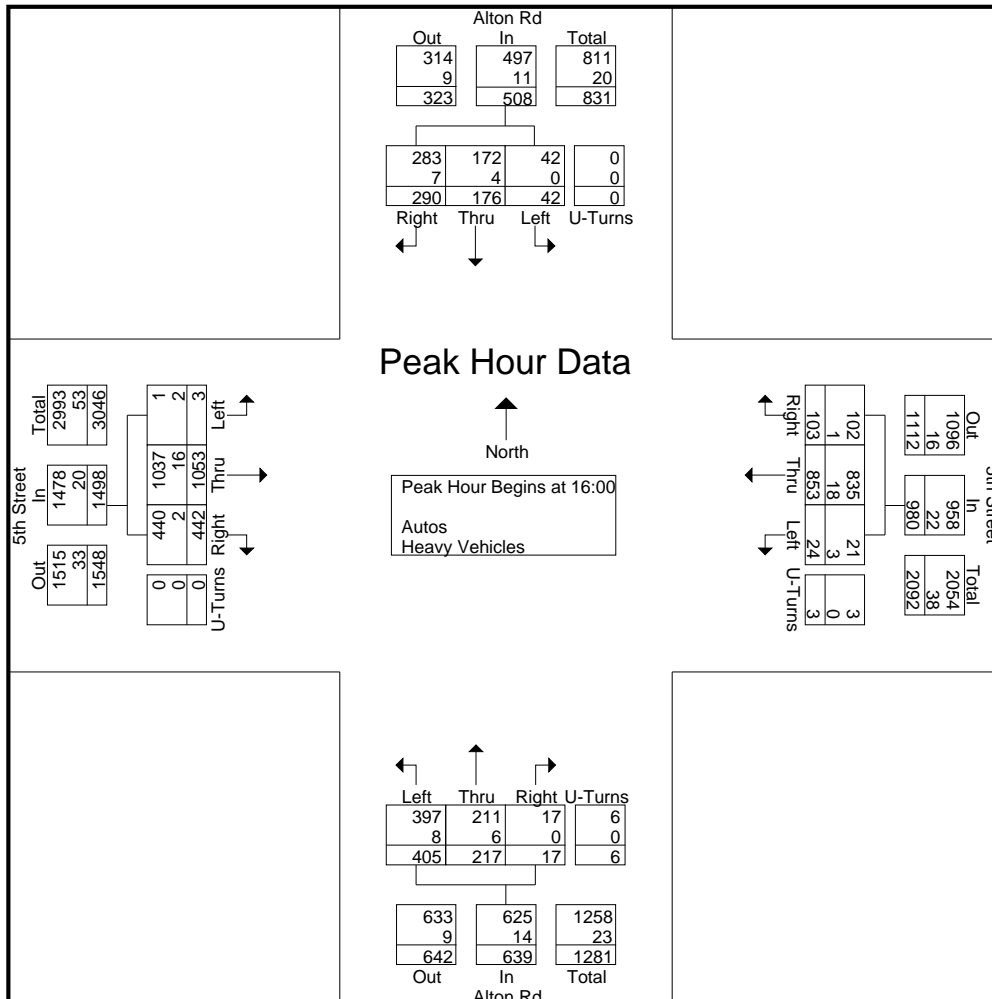 Alton Rd
Out In Total
314 497 811
9 11 20
323 508 831
283 172 42 0
7 4 0 0
290 176 42 0
Right Thru Left U-Turns
Peak Hour Data
North
Peak Hour Begins at 16:00
Autos
Heavy Vehicles
5th Street
Out In Total
1515 1478 2993
33 20 53
1548 1498 3046
U-Turns Right Thru Left
0 440 1037 1
0 2 16 2
0 442 1053 3
5th Street
Out In Total
1096 958 2054
16 22 38
1112 980 2092
102 835 21 3
1 18 3 0
103 853 24 3
Right Thru Left U-Turns
Left Thru Right U-Turns
397 211 17 6
8 6 0 0
405 217 17 6
633 625 1258
9 14 23
642 639 1281
Out In Total
Alton Rd